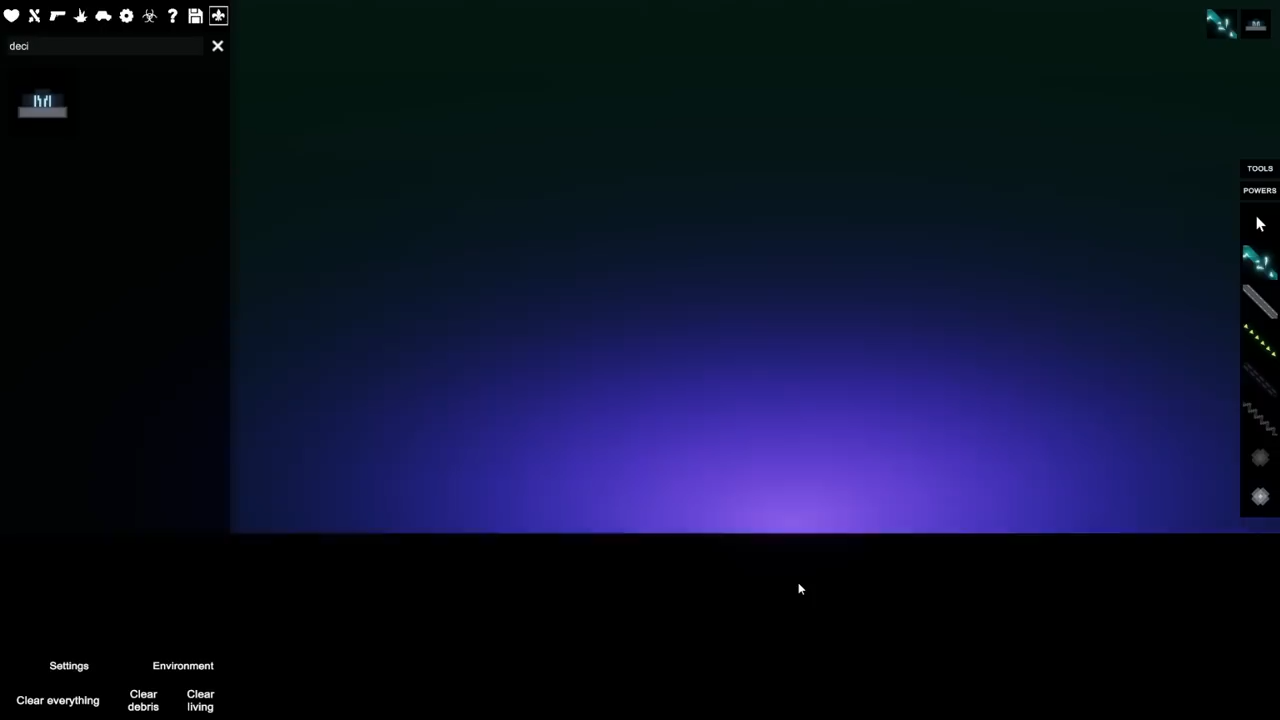 deci
TOOLS
POWERS
Settings
Environment
Clear everything
Clear
debris
Clear
living